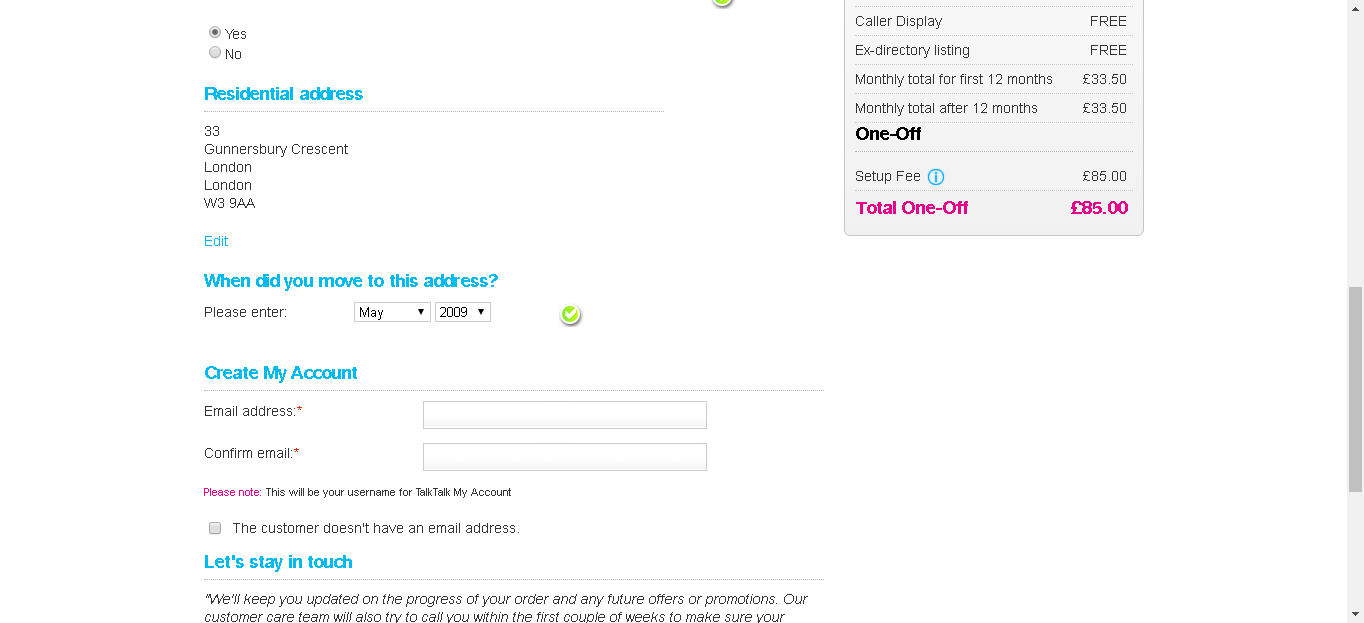 Yes
No
Residential address
33
Gunnersbury Crescent
London
London
W3 9AA
Edit
When did you move to this address?
Please enter: May 2009
Create My Account
Email address:*
Confirm email:*
Please note: This will be your username for TalkTalk My Account
The customer doesn't have an email address.
Let's stay in touch
"We'll keep you updated on the progress of your order and any future offers or promotions. Our
customer care team will also try to call you within the first couple of weeks to make sure your
Caller Display FREE
Ex-directory listing FREE
Monthly total for first 12 months £33.50
Monthly total after 12 months £33.50
One-Off
Setup Fee £85.00
Total One-Off £85.00